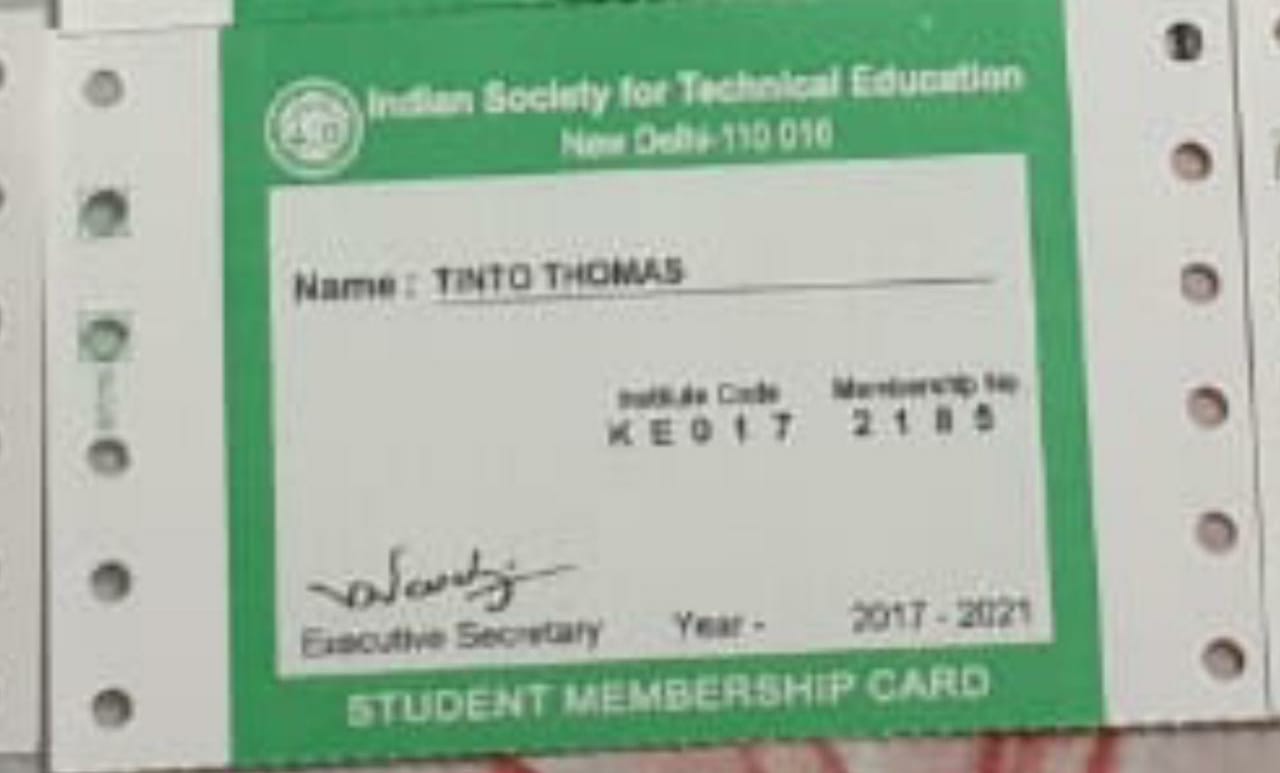 Indian Society for Technical Education
New Delhi-110 016
Name : TINTO THOMAS
Institute Code Membership No
K E 0 1 7 2 1 8 5
Executive Secretary Year - 2017 - 2021
STUDENT MEMBERSHIP CARD